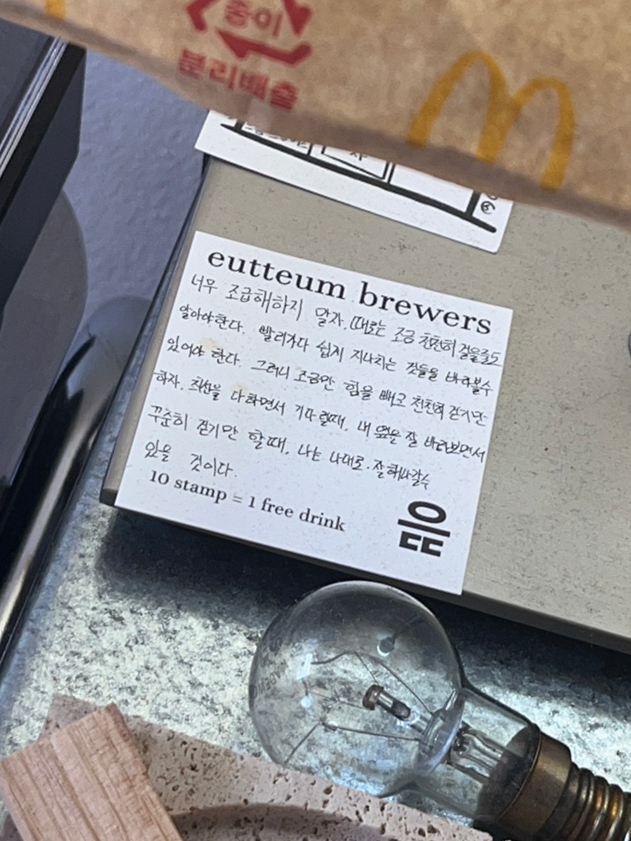 종이
분리배출
eutteum brewers
너무 조급해하지 말자. 때로는 조금 천천히 걸을줄도
알아야한다. 빨리가다 쉽게 지나치는 것들을 바라볼수
있어야 한다. 그러니 조금만 힘을 빼고 천천히 걷기만
하자. 최선을 다하면서 기다릴때, 내 옆을 잘 바라보면서
꾸준히 걷기만 할때, 나는 나대로 잘해나갈수
있을 것이다.
10 stamp = 1 free drink